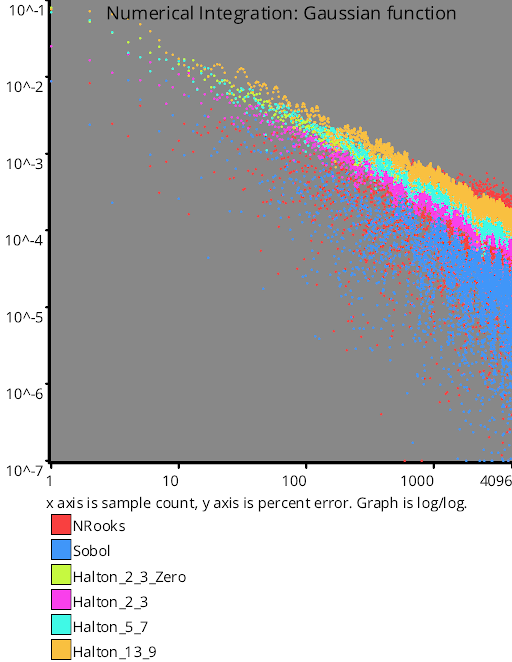 Numerical Integration: Gaussian function
10^-1
10^-2
10^-3
10^-4
10^-5
10^-6
10^-7
1 10 100 1000 4096
x axis is sample count, y axis is percent error. Graph is log/log.
NRooks
Sobol
Halton_2_3_Zero
Halton_2_3
Halton_5_7
Halton_13_9